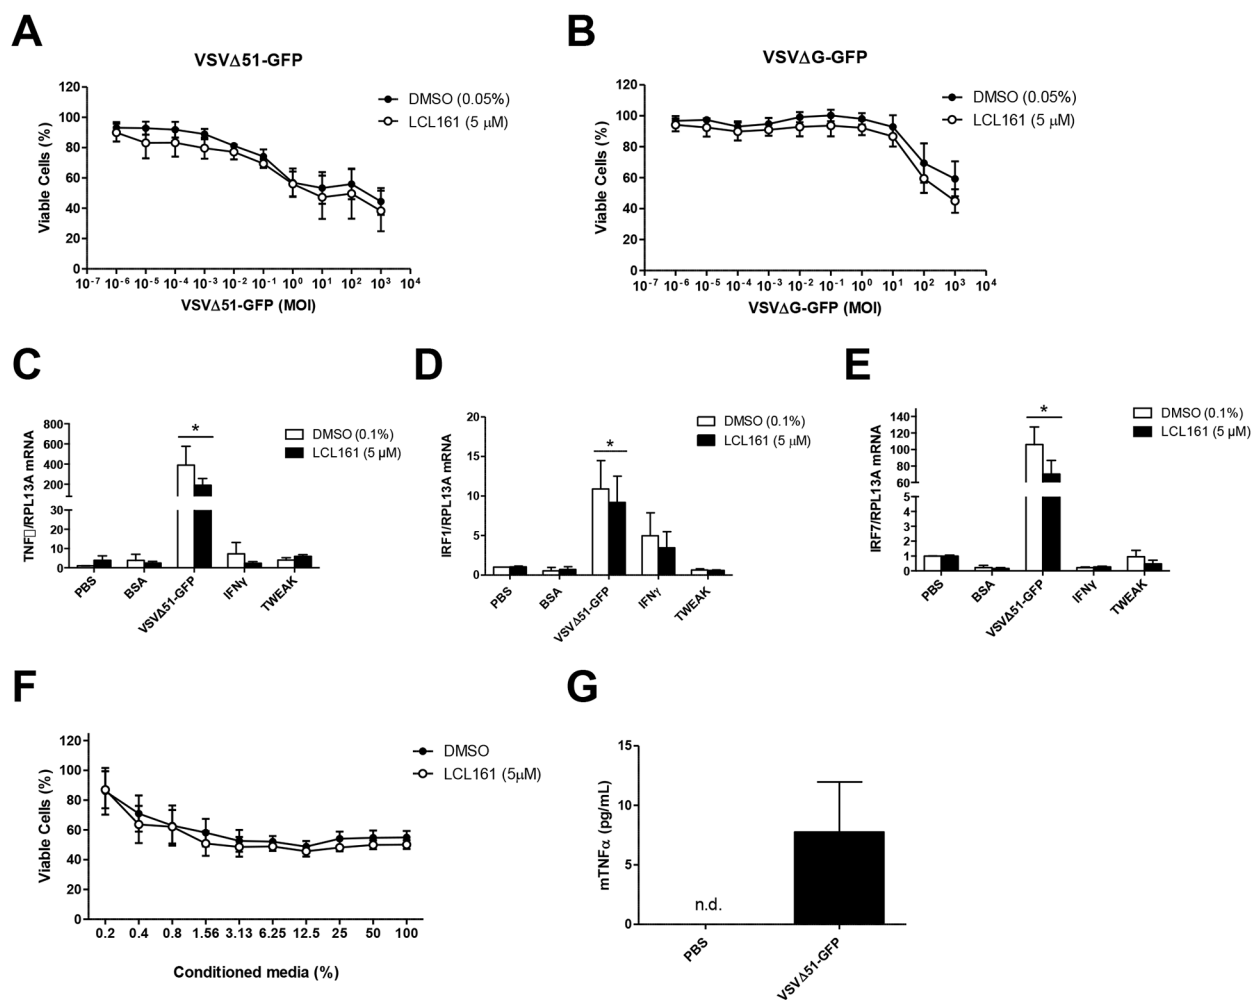 A
VSVΔ51-GFP
DMSO (0.05%)
LCL161 (5 μM)
Viable Cells (%)
120
100
80
60
40
20
0
10⁻⁷ 10⁻⁶ 10⁻⁵ 10⁻⁴ 10⁻³ 10⁻² 10⁻¹ 10⁰ 10¹ 10² 10³ 10⁴
VSVΔ51-GFP (MOI)
B
VSVΔG-GFP
DMSO (0.05%)
LCL161 (5 μM)
Viable Cells (%)
120
100
80
60
40
20
0
10⁻⁷ 10⁻⁶ 10⁻⁵ 10⁻⁴ 10⁻³ 10⁻² 10⁻¹ 10⁰ 10¹ 10² 10³ 10⁴
VSVΔG-GFP (MOI)
C
TNF□/RPL13A mRNA
800
600
400
200
30
20
10
0
*
DMSO (0.1%)
LCL161 (5 μM)
PBS
BSA
VSVΔ51-GFP
IFNγ
TWEAK
D
IRF1/RPL13A mRNA
20
15
10
5
0
*
DMSO (0.1%)
LCL161 (5 μM)
PBS
BSA
VSVΔ51-GFP
IFNγ
TWEAK
E
IRF7/RPL13A mRNA
140
120
100
80
60
5
4
3
2
1
0
*
DMSO (0.1%)
LCL161 (5 μM)
PBS
BSA
VSVΔ51-GFP
IFNγ
TWEAK
F
Viable Cells (%)
120
100
80
60
40
20
0
DMSO
LCL161 (5μM)
0.2 0.4 0.8 1.56 3.13 6.25 12.5 25 50 100
Conditioned media (%)
G
mTNFα (pg/mL)
15
10
5
0
n.d.
PBS
VSVΔ51-GFP